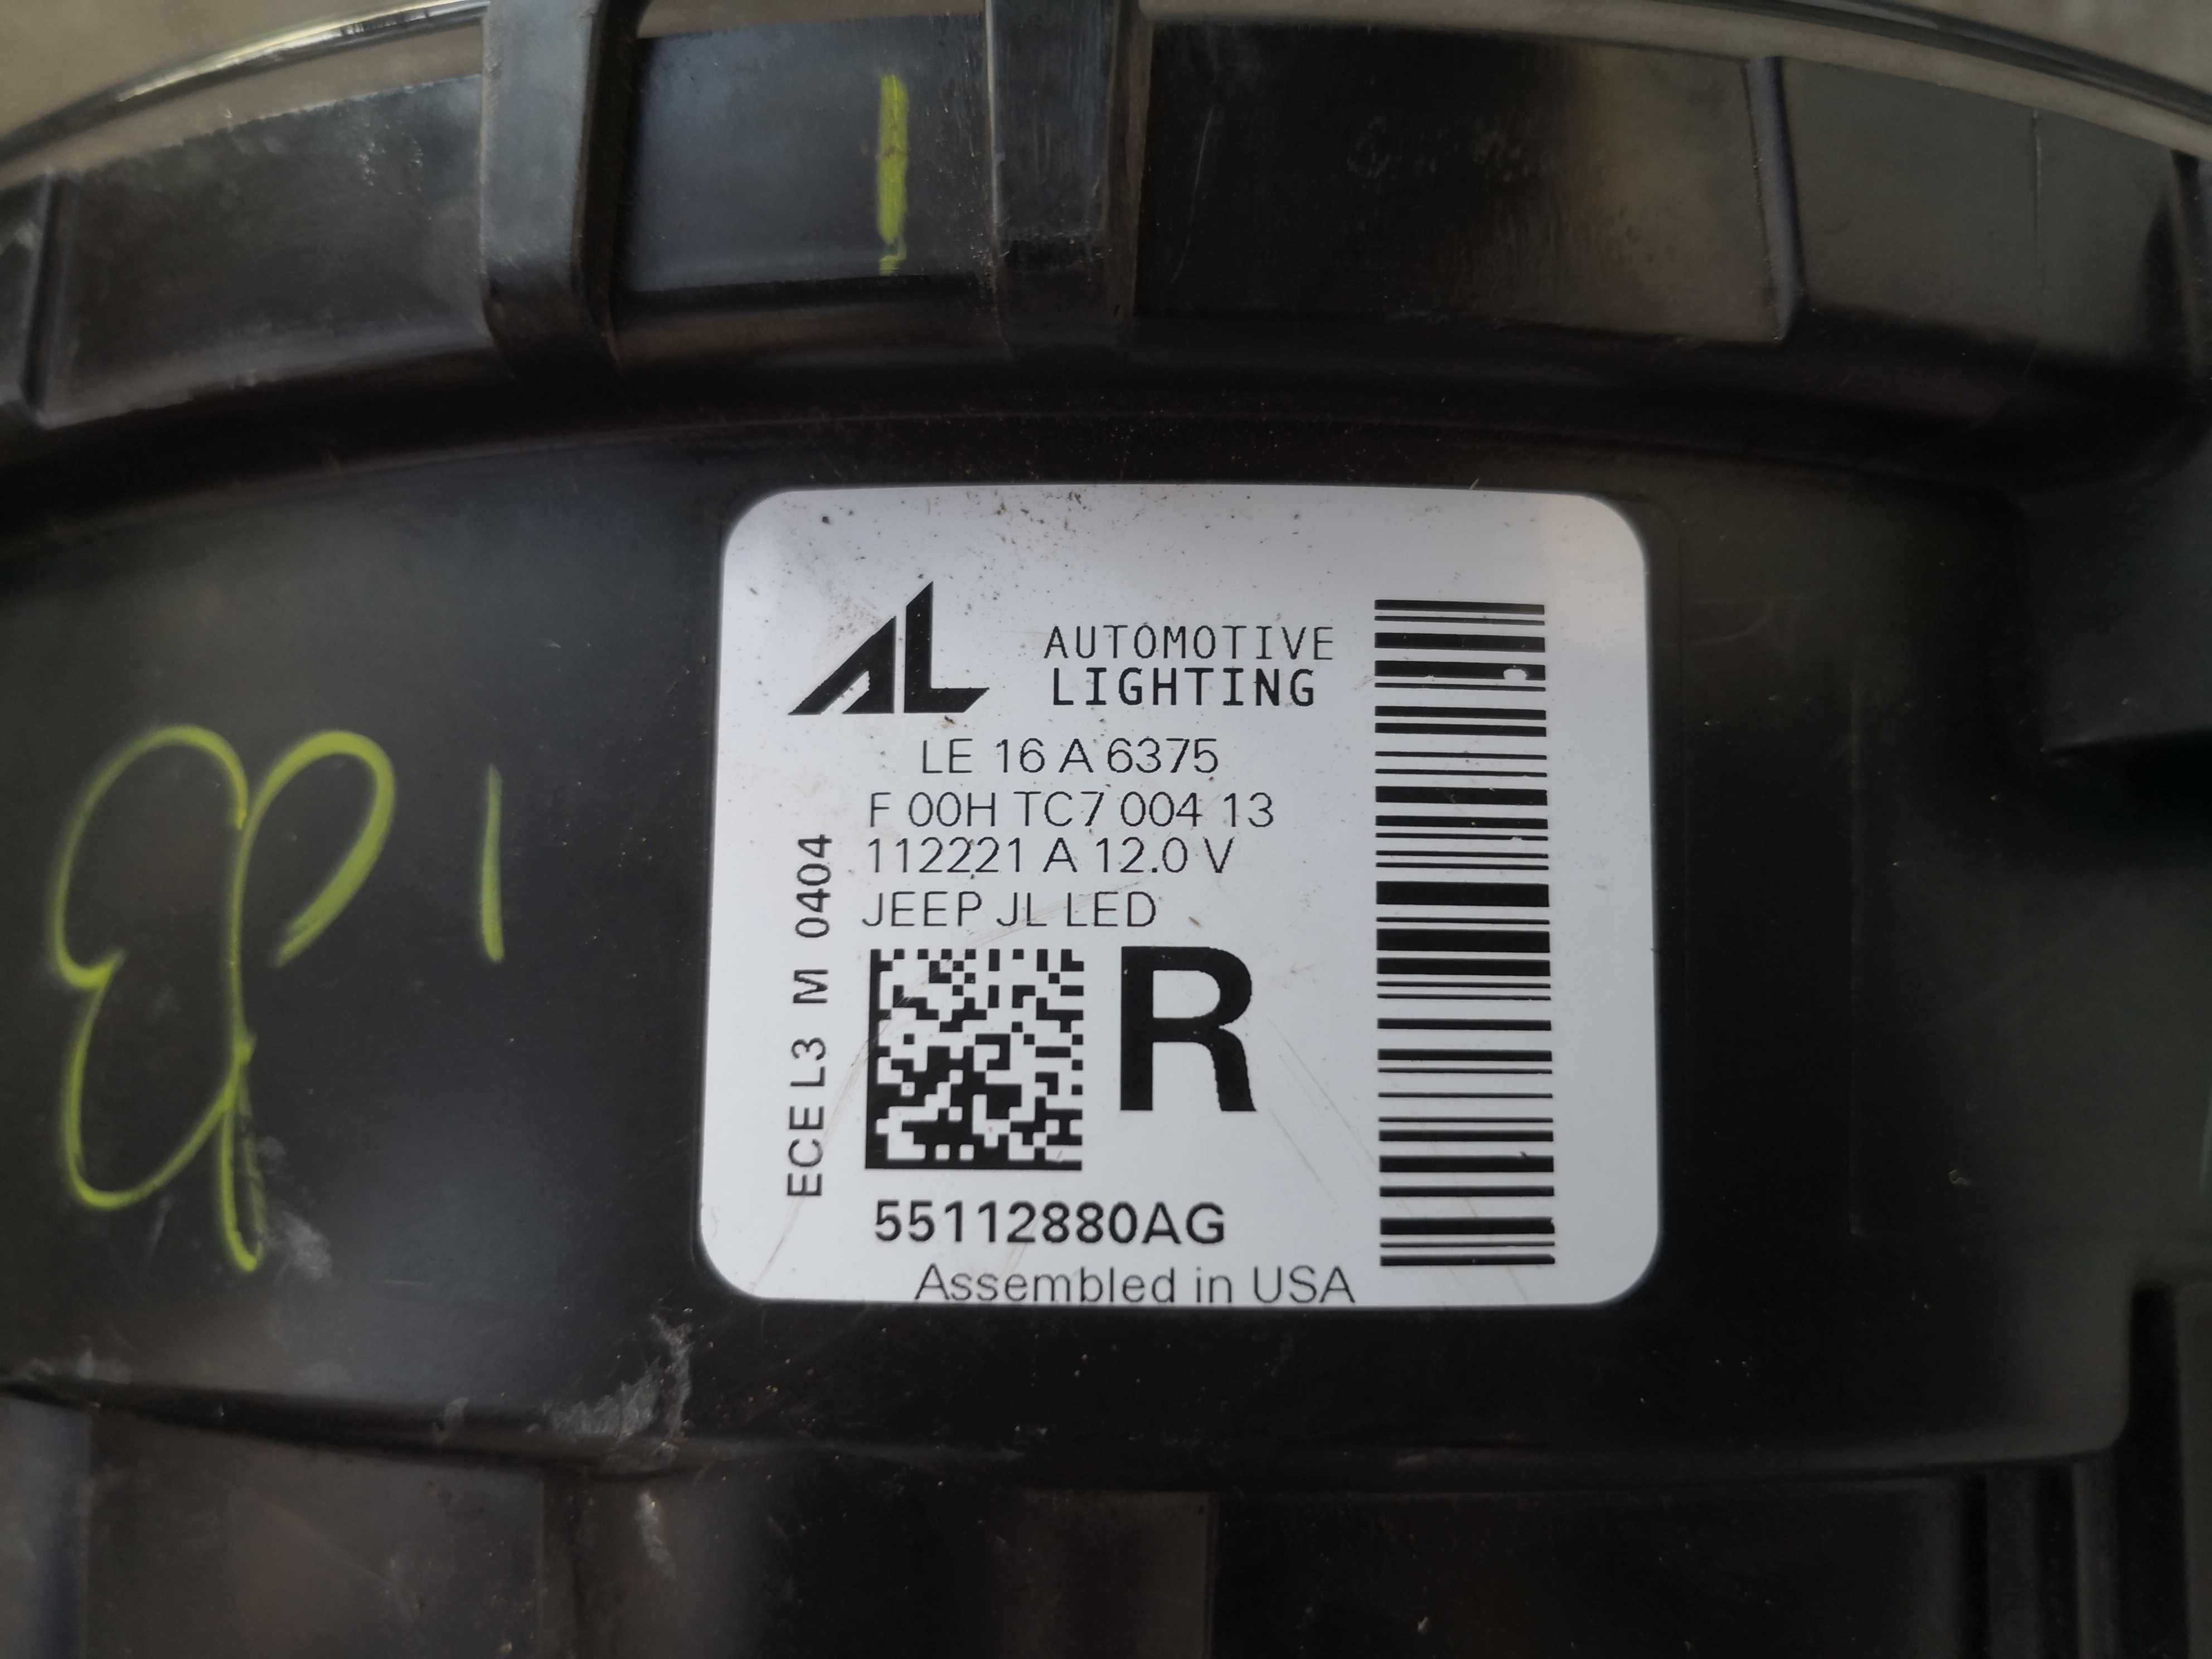 AL AUTOMOTIVE
LIGHTING
LE 16 A 6375
F 00H TC7 004 13
112221 A 12.0 V
JEEP JL LED
ECE L3 M 0404
R
55112880AG
Assembled in USA